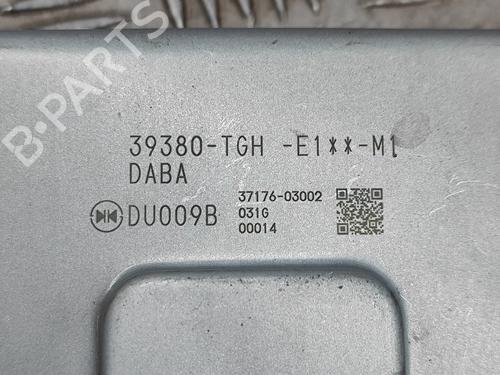 39380-TGH -E1**-M1
DABA
DU009B
37176-03002
031G
00014
B-PARTS